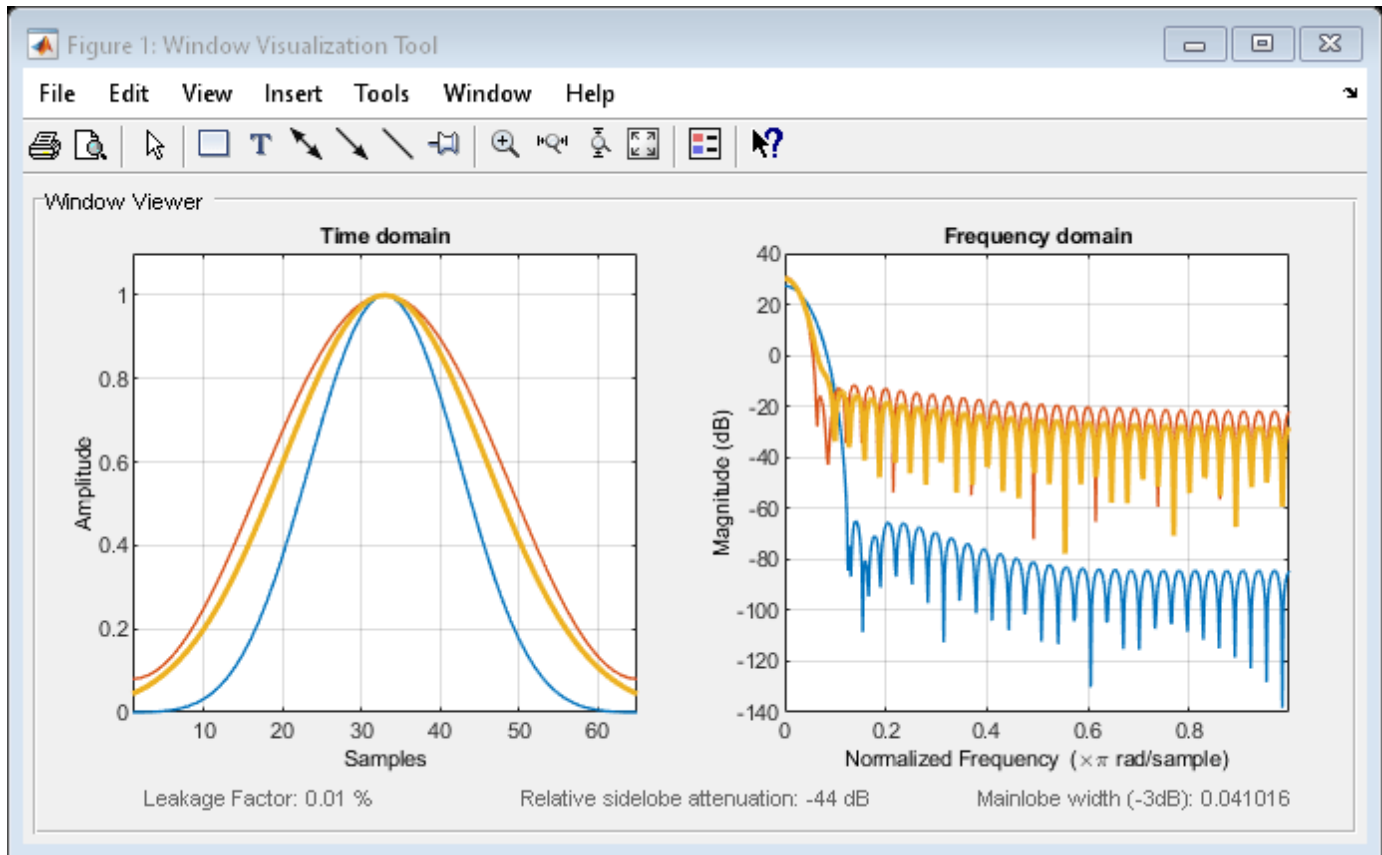 Figure 1: Window Visualization Tool
File Edit View Insert Tools Window Help
T
Window Viewer
Time domain
1
0.8
0.6
0.4
0.2
0
10 20 30 40 50 60
Amplitude
Samples
Frequency domain
40
20
0
-20
-40
-60
-80
-100
-120
-140
0 0.2 0.4 0.6 0.8
Magnitude (dB)
Normalized Frequency (×π rad/sample)
Leakage Factor: 0.01 %
Relative sidelobe attenuation: -44 dB
Mainlobe width (-3dB): 0.041016